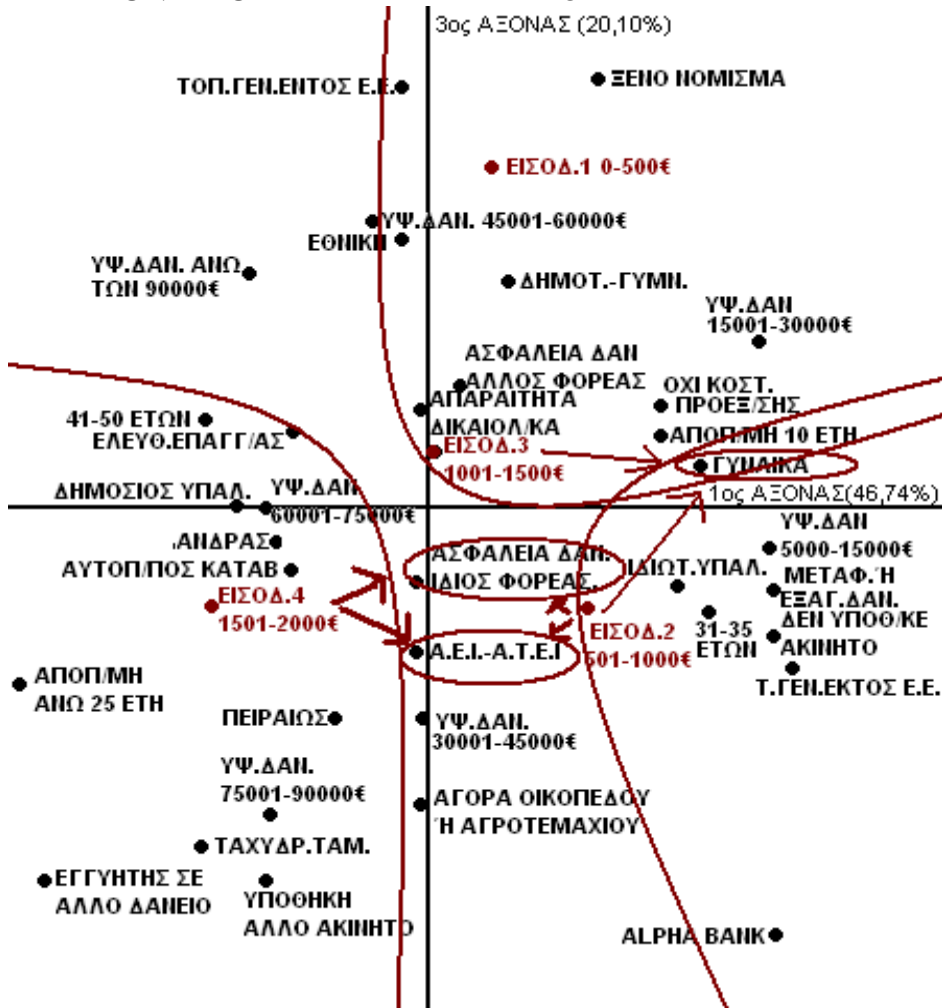 3ος ΑΞΟΝΑΣ (20,10%)
ΤΟΠ.ΓΕΝ.ΕΝΤΟΣ Ε.Ε.
ΞΕΝΟ ΝΟΜΙΣΜΑ
ΕΙΣΟΔ.1 0-500€
ΥΨ.ΔΑΝ. 45001-60000€
ΕΘΝΙΚΗ
ΥΨ.ΔΑΝ. ΑΝΩ
ΤΩΝ 90000€
ΔΗΜΟΤ.-ΓΥΜΝ.
ΥΨ.ΔΑΝ
15001-30000€
ΑΣΦΑΛΕΙΑ ΔΑΝ
ΑΛΛΟΣ ΦΟΡΕΑΣ
ΟΧΙ ΚΟΣΤ.
ΠΡΟΕΞ/ΣΗΣ
ΑΠΑΡΑΙΤΗΤΑ
ΔΙΚΑΙΟΛ/ΚΑ
41-50 ΕΤΩΝ
ΕΛΕΥΘ.ΕΠΑΓΓ/ΑΣ
ΑΠΟΠ/ΜΗ 10 ΕΤΗ
ΕΙΣΟΔ.3
1001-1500€
ΓΥΝΑΙΚΑ
ΔΗΜΟΣΙΟΣ ΥΠΑΛ.
ΥΨ.ΔΑΝ
60001-75000€
1ος ΑΞΟΝΑΣ(46,74%)
.ΑΝΔΡΑΣ
ΑΥΤΟΠ/ΠΟΣ ΚΑΤΑΒ
ΑΣΦΑΛΕΙΑ ΔΑΝ.
ΙΔΙΟΣ ΦΟΡΕΑΣ.
ΥΨ.ΔΑΝ
5000-15000€
ΙΔΙΩΤ.ΥΠΑΛ.
ΜΕΤΑΦ.Ή
ΕΞΑΓ.ΔΑΝ.
ΕΙΣΟΔ.4
1501-2000€
ΕΙΣΟΔ.2
501-1000€
31-35
ΕΤΩΝ
ΔΕΝ ΥΠΟΘ/ΚΕ
ΑΚΙΝΗΤΟ
Α.Ε.Ι.-Α.Τ.Ε.Ι
Τ.ΓΕΝ.ΕΚΤΟΣ Ε.Ε.
ΑΠΟΠ/ΜΗ
ΑΝΩ 25 ΕΤΗ
ΠΕΙΡΑΙΩΣ
ΥΨ.ΔΑΝ.
30001-45000€
ΥΨ.ΔΑΝ.
75001-90000€
ΑΓΟΡΑ ΟΙΚΟΠΕΔΟΥ
Ή ΑΓΡΟΤΕΜΑΧΙΟΥ
ΤΑΧΥΔΡ.ΤΑΜ.
ΕΓΓΥΗΤΗΣ ΣΕ
ΑΛΛΟ ΔΑΝΕΙΟ
ΥΠΟΘΗΚΗ
ΑΛΛΟ ΑΚΙΝΗΤΟ
ALPHA BANK